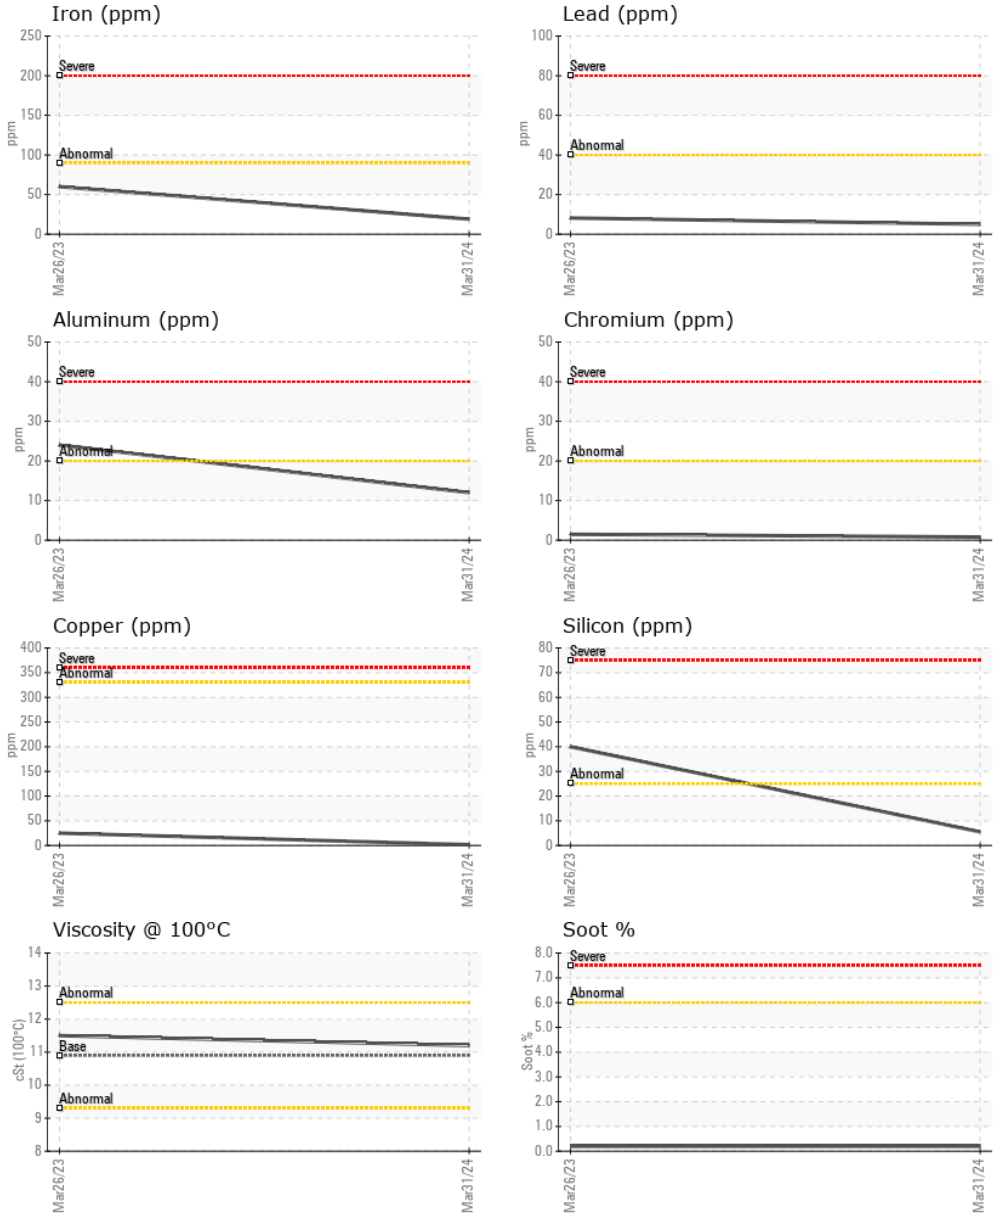 Iron (ppm)
250
200
150
100
50
0
ppm
Severe
Abnormal
Mar26/23
Mar31/24
Lead (ppm)
100
80
60
40
20
0
ppm
Severe
Abnormal
Mar26/23
Mar31/24
Aluminum (ppm)
50
40
30
20
10
0
ppm
Severe
Abnormal
Mar26/23
Mar31/24
Chromium (ppm)
50
40
30
20
10
0
ppm
Severe
Abnormal
Mar26/23
Mar31/24
Copper (ppm)
400
350
300
250
200
150
100
50
0
ppm
Severe
Abnormal
Mar26/23
Mar31/24
Silicon (ppm)
80
70
60
50
40
30
20
10
0
ppm
Severe
Abnormal
Mar26/23
Mar31/24
Viscosity @ 100°C
14
13
12
11
10
9
8
cSt (100°C)
Abnormal
Base
Abnormal
Mar26/23
Mar31/24
Soot %
8.0
7.0
6.0
5.0
4.0
3.0
2.0
1.0
0.0
Soot %
Severe
Abnormal
Mar26/23
Mar31/24